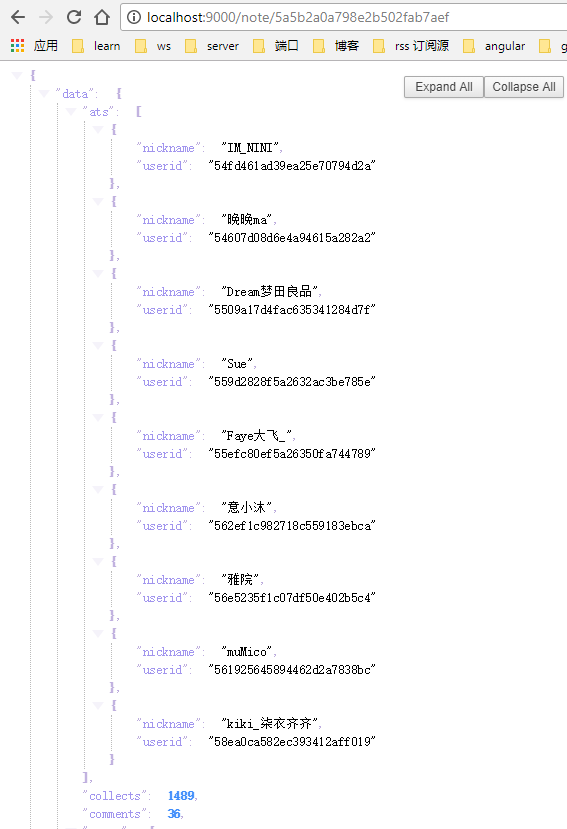 localhost:9000/note/5a5b2a0a798e2b502fab7aef
应用 learn ws server 端口 博客 rss 订阅源 angular g
{
Expand All Collapse All
"data": {
"ats": [
{
"nickname": "IM_NINI",
"userid": "54fd461ad39ea25e70794d2a"
},
{
"nickname": "晚晚ma",
"userid": "54607d08d6e4a94615a282a2"
},
{
"nickname": "Dream梦田良品",
"userid": "5509a17d4fac635341284d7f"
},
{
"nickname": "Sue",
"userid": "559d2828f5a2632ac3be785e"
},
{
"nickname": "Faye大飞_",
"userid": "55efc80ef5a26350fa744789"
},
{
"nickname": "意小沐",
"userid": "562ef1c982718c559183ebca"
},
{
"nickname": "雅院",
"userid": "56e5235f1c07df50e402b5c4"
},
{
"nickname": "muMico",
"userid": "561925645894462d2a7838bc"
},
{
"nickname": "kiki_柒衣齐齐",
"userid": "58ea0ca582ec393412aff019"
}
],
"collects": 1489,
"comments": 36,